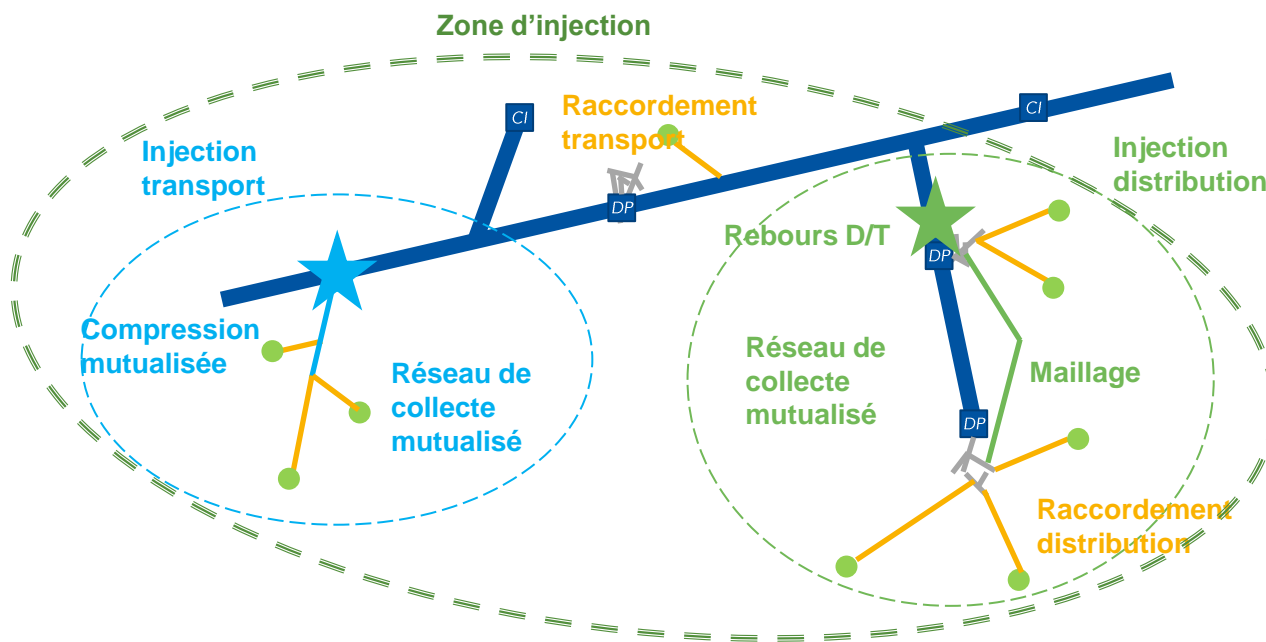 Zone d’injection
CI
Raccordement
transport
CI
Injection
transport
Injection
distribution
DP
Rebours D/T
DP
Compression
mutualisée
Réseau de
collecte
mutualisé
Réseau de
collecte
mutualisé
Maillage
DP
Raccordement
distribution